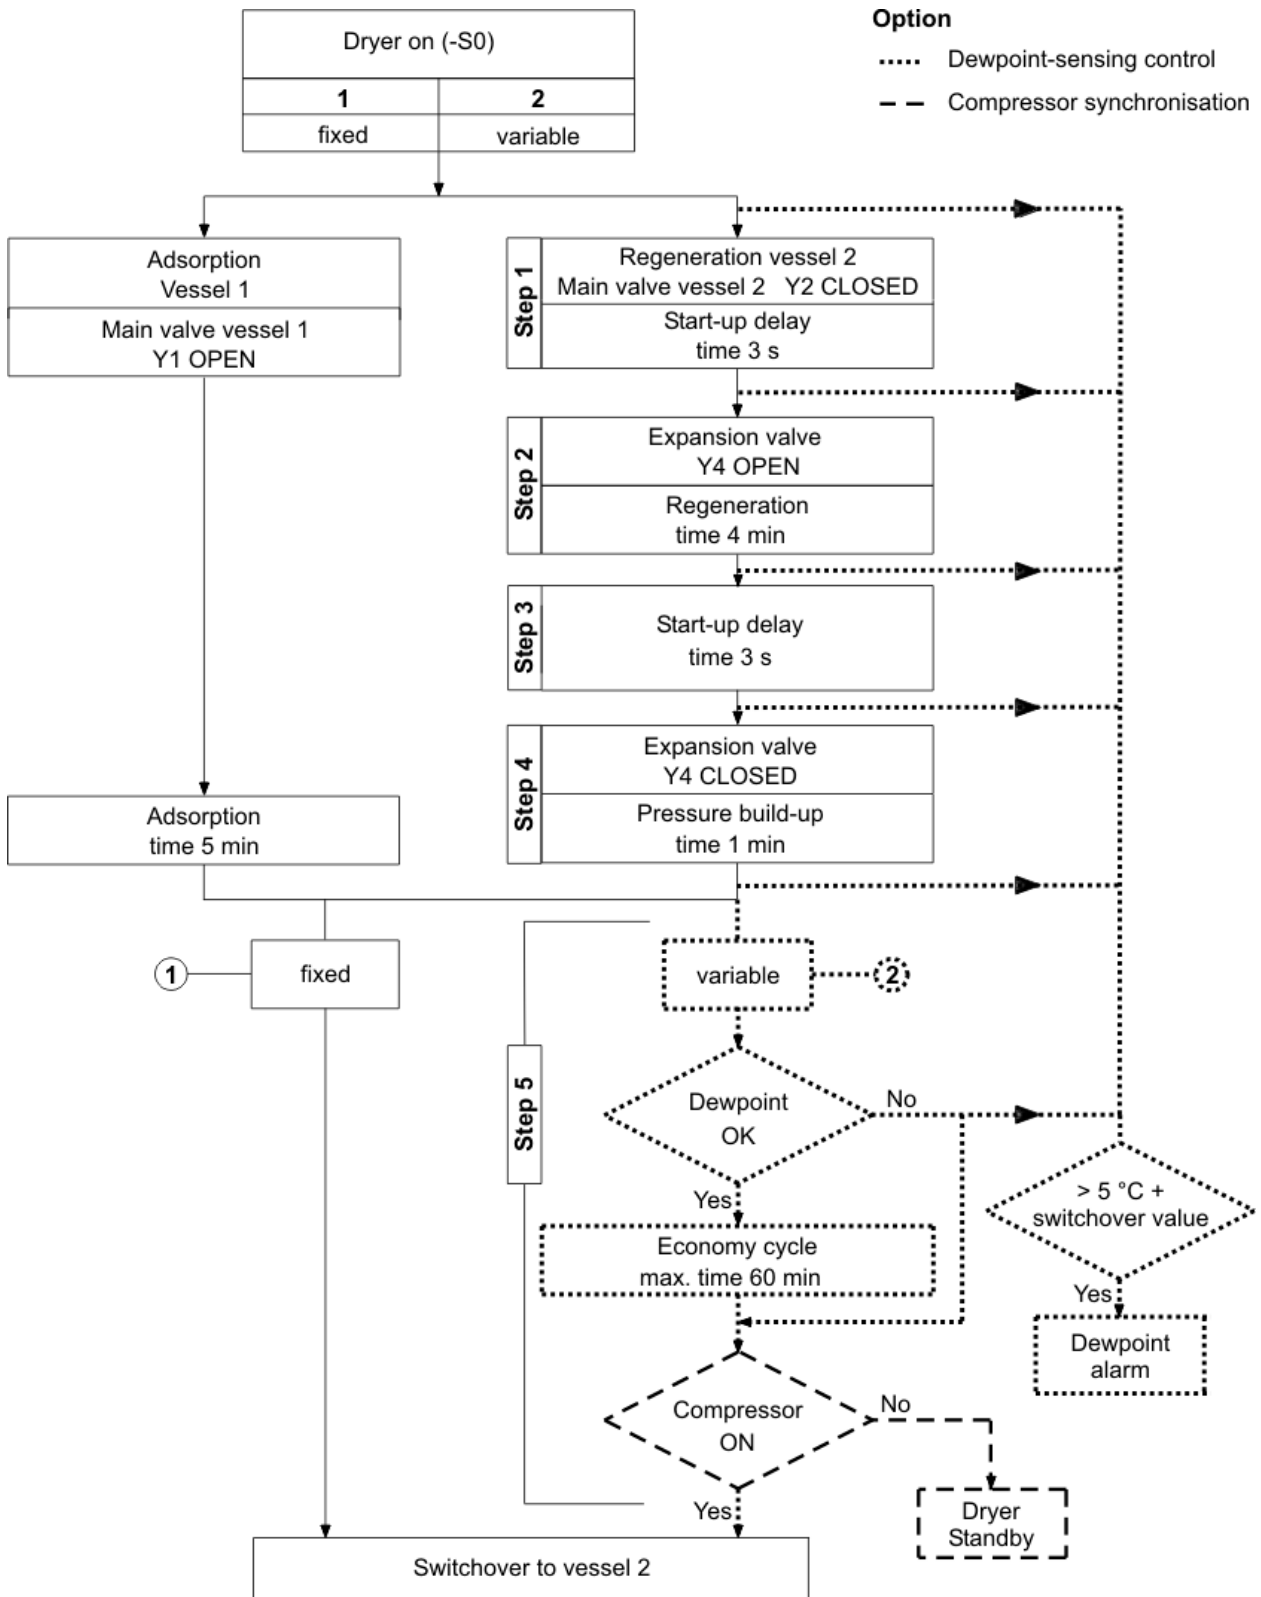 Option
Dewpoint-sensing control
Compressor synchronisation
Dryer on (-S0)
1 2
fixed variable
Adsorption
Vessel 1
Main valve vessel 1
Y1 OPEN
Step 1
Regeneration vessel 2
Main valve vessel 2 Y2 CLOSED
Start-up delay
time 3 s
Step 2
Expansion valve
Y4 OPEN
Regeneration
time 4 min
Step 3
Start-up delay
time 3 s
Step 4
Expansion valve
Y4 CLOSED
Pressure build-up
time 1 min
Adsorption
time 5 min
1
fixed
variable
2
Step 5
Dewpoint
OK
No
Yes
> 5 °C +
switchover value
Yes
Dewpoint
alarm
Economy cycle
max. time 60 min
Compressor
ON
No
Yes
Dryer
Standby
Switchover to vessel 2